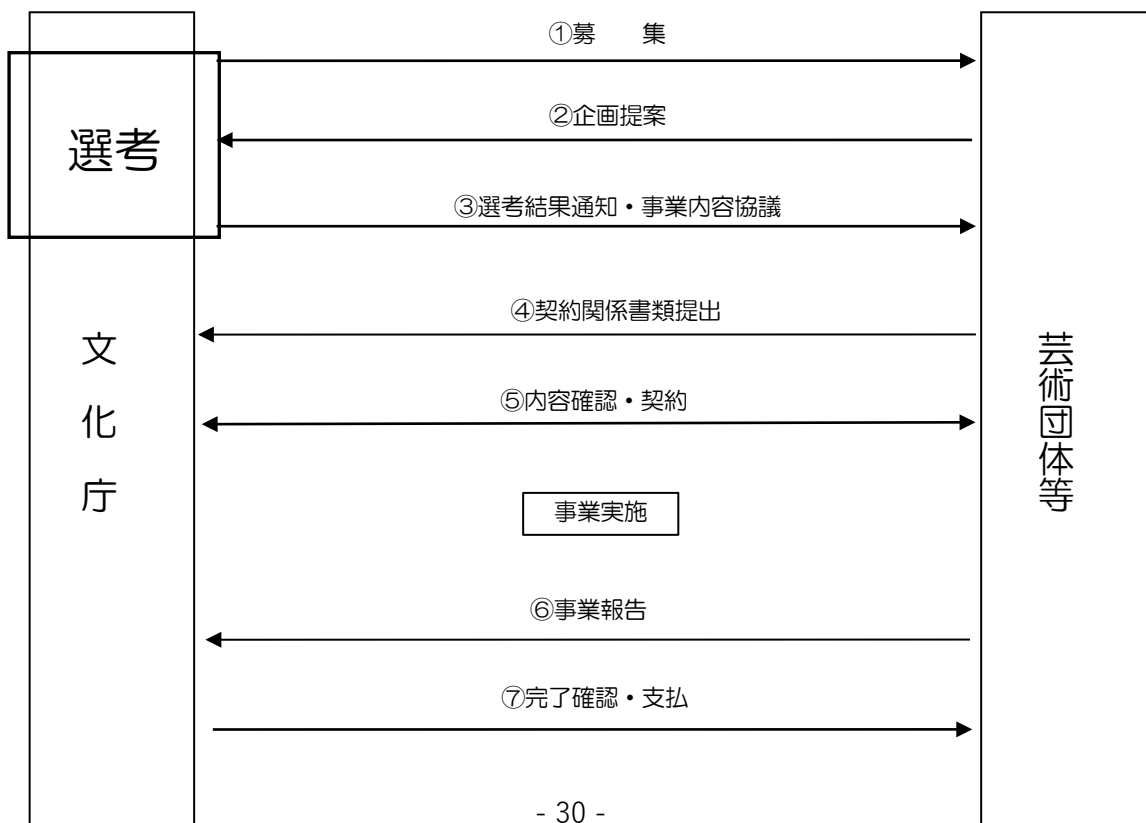 ①募　　集
②企画提案
選考
③選考結果通知・事業内容協議
④契約関係書類提出
文化庁
芸術団体等
⑤内容確認・契約
事業実施
⑥事業報告
⑦完了確認・支払
- 30 -